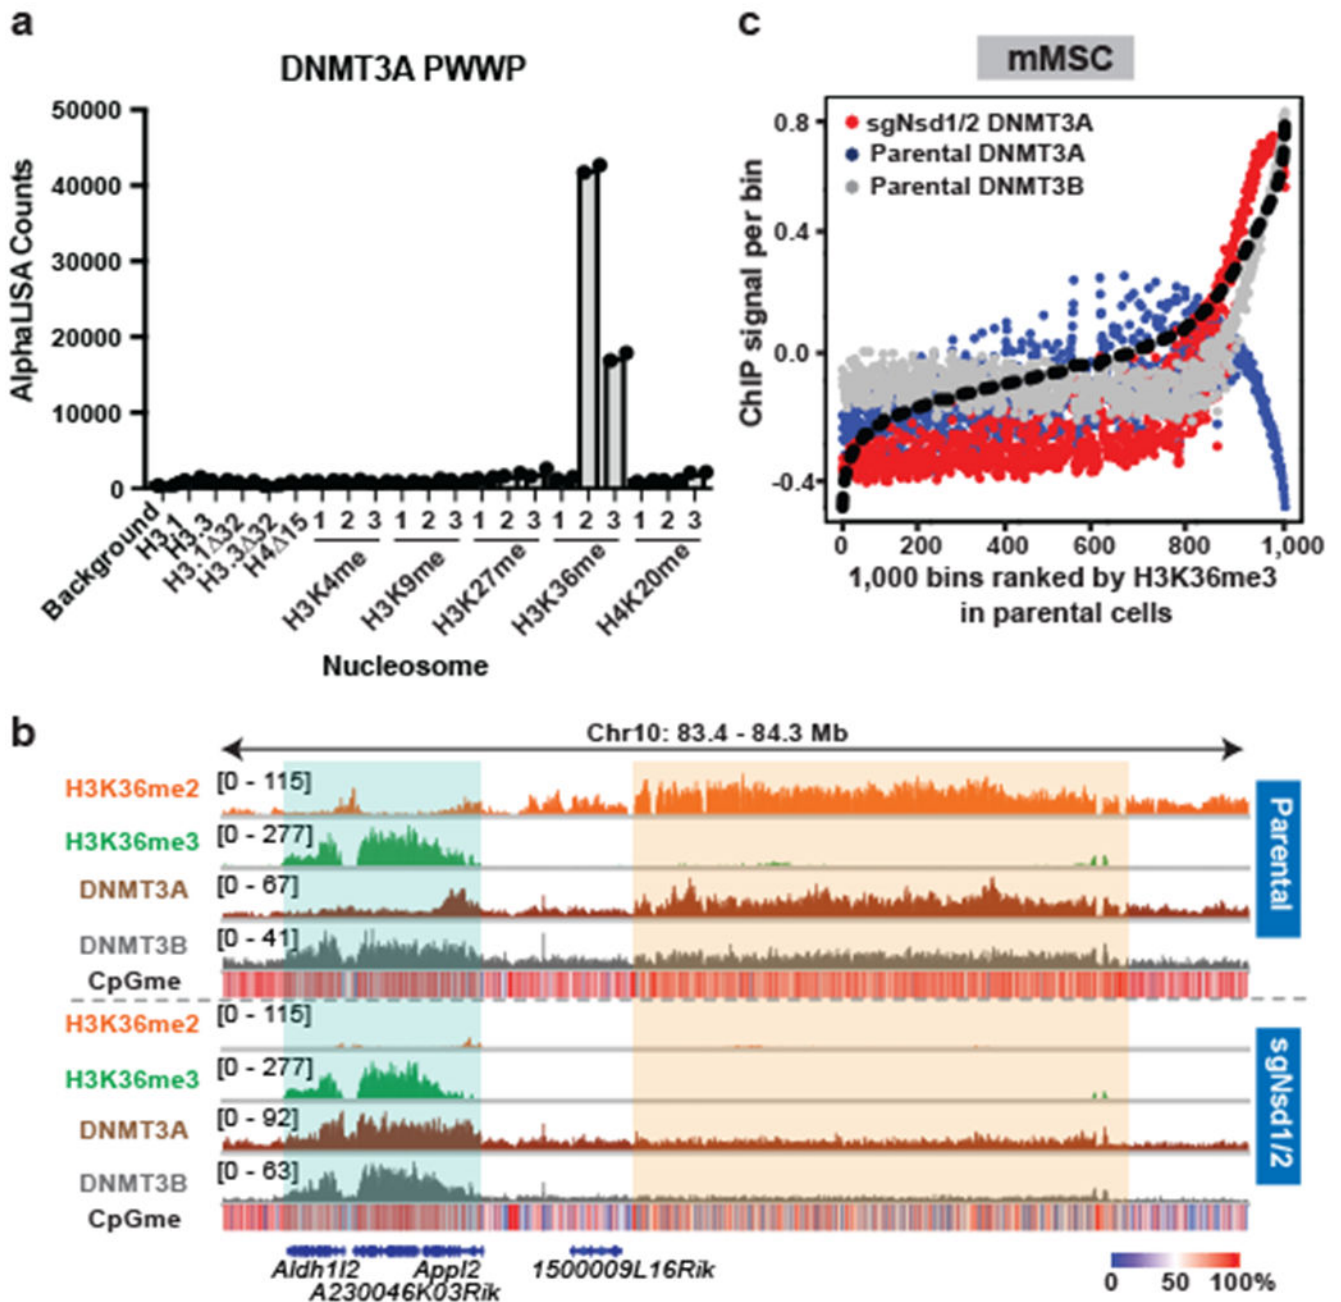 a
DNMT3A PWWP
50000
40000
30000
20000
10000
0
AlphaLISA Counts
Background
H3.1
H3.3
H3.1Δ32
H3.3Δ32
H4Δ15
1 2 3 1 2 3 1 2 3 1 2 3 1 2 3
H3K4me
H3K9me
H3K27me
H3K36me
H4K20me
Nucleosome
c
mMSC
sgNsd1/2 DNMT3A
Parental DNMT3A
Parental DNMT3B
0.8
0.4
0.0
-0.4
ChIP signal per bin
0 200 400 600 800 1,000
1,000 bins ranked by H3K36me3
in parental cells
b
Chr10: 83.4 - 84.3 Mb
H3K36me2 [0 - 115]
H3K36me3 [0 - 277]
DNMT3A [0 - 67]
DNMT3B [0 - 41]
CpGme
Parental
H3K36me2 [0 - 115]
H3K36me3 [0 - 277]
DNMT3A [0 - 92]
DNMT3B [0 - 63]
CpGme
sgNsd1/2
Aldh1l2 Appl2 1500009L16Rik
A230046K03Rik
0 50 100%